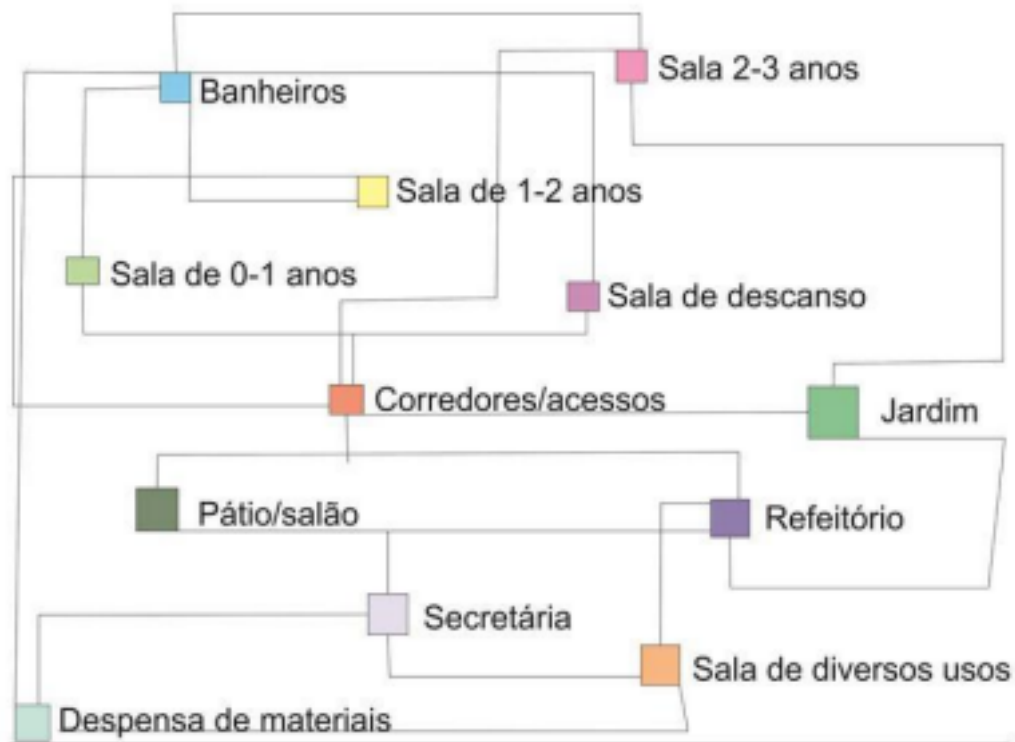 Sala 2-3 anos
Banheiros
Sala de 1-2 anos
Sala de 0-1 anos
Sala de descanso
Corredores/acessos
Jardim
Pátio/salão
Refeitório
Secretária
Sala de diversos usos
Despensa de materiais